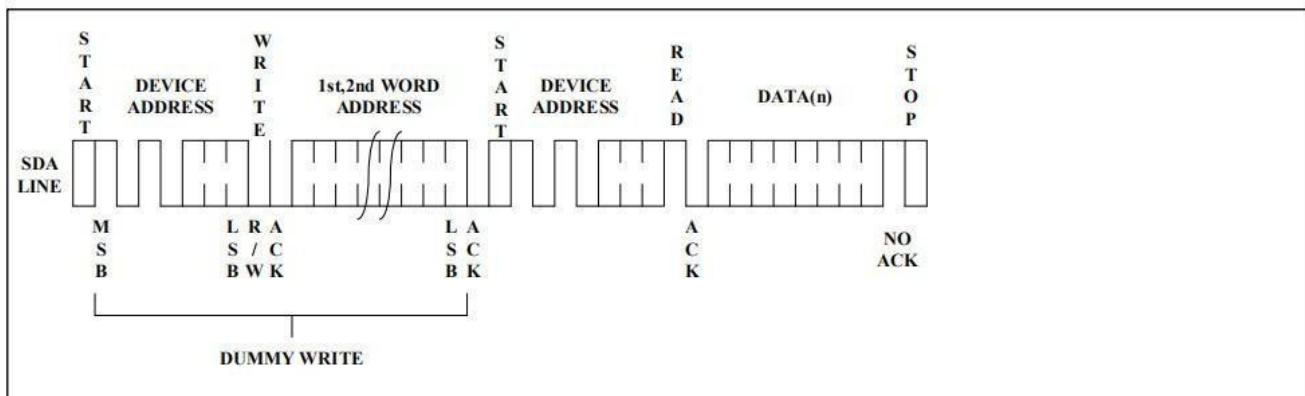 START
DEVICE
ADDRESS
WRITE
1st,2nd WORD
ADDRESS
START
DEVICE
ADDRESS
READ
DATA(n)
STOP
SDA
LINE
MSB
LSB
R/W
ACK
LSB
ACK
ACK
NO
ACK
DUMMY WRITE